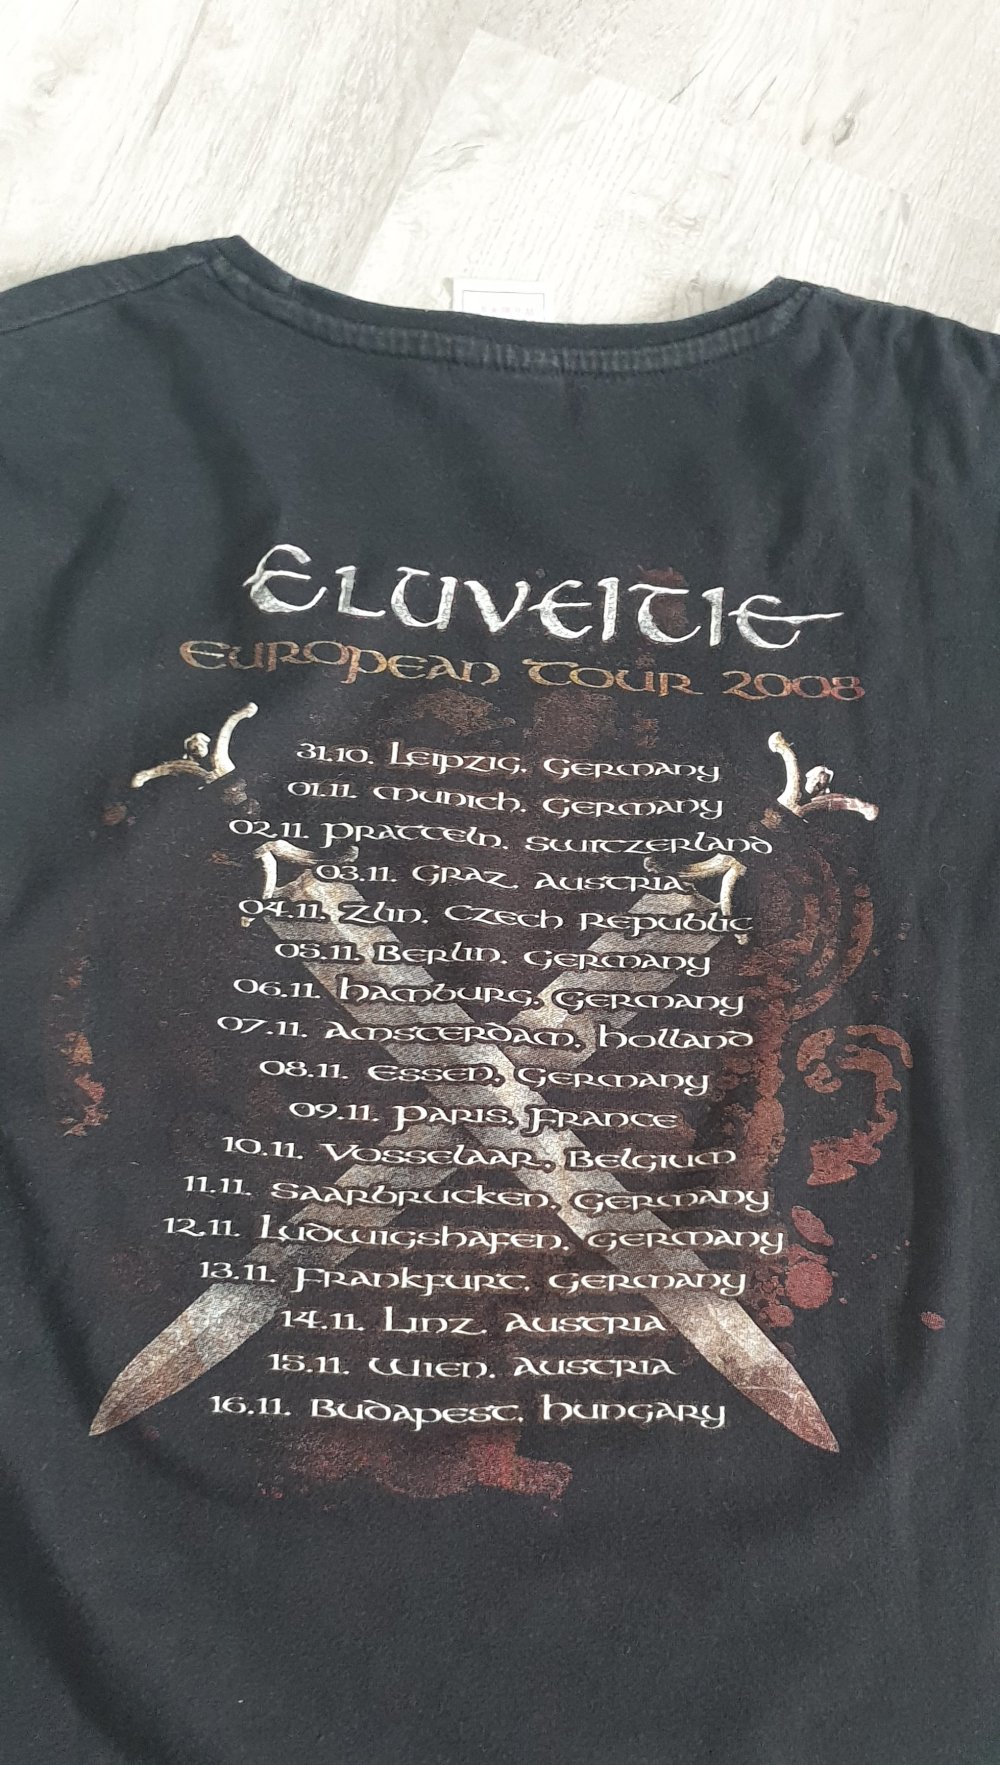 ELUVEITIE
EUROPEAN TOUR 2008
31.10. Leipzig, Germany
01.11. Munich, Germany
02.11. Pratteln, Switzerland
03.11. Graz, Austria
04.11. Zlin, Czech Republic
05.11. Berlin, Germany
06.11. Hamburg, Germany
07.11. Amsterdam, Holland
08.11. Essen, Germany
09.11. Paris, France
10.11. Vosselaar, Belgium
11.11. Saarbrucken, Germany
12.11. Ludwigshafen, Germany
13.11. Frankfurt, Germany
14.11. Linz, Austria
15.11. Wien, Austria
16.11. Budapest, Hungary